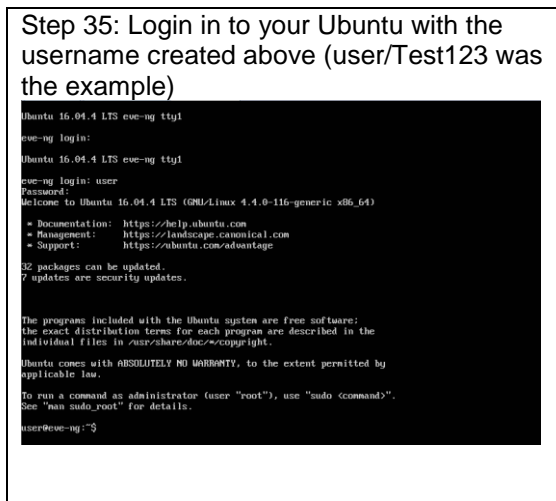 Step 35: Login in to your Ubuntu with the
username created above (user/Test123 was
the example)
Ubuntu 16.04.4 LTS eve-ng tty1
eve-ng login:
Ubuntu 16.04.4 LTS eve-ng tty1
eve-ng login: user
Password:
Welcome to Ubuntu 16.04.4 LTS (GNU/Linux 4.4.0-116-generic x86_64)
* Documentation:  https://help.ubuntu.com
* Management:     https://landscape.canonical.com
* Support:        https://ubuntu.com/advantage
32 packages can be updated.
7 updates are security updates.
The programs included with the Ubuntu system are free software;
the exact distribution terms for each program are described in the
individual files in /usr/share/doc/*/copyright.
Ubuntu comes with ABSOLUTELY NO WARRANTY, to the extent permitted by
applicable law.
To run a command as administrator (user "root"), use "sudo <command>".
See "man sudo_root" for details.
user@eve-ng:~$